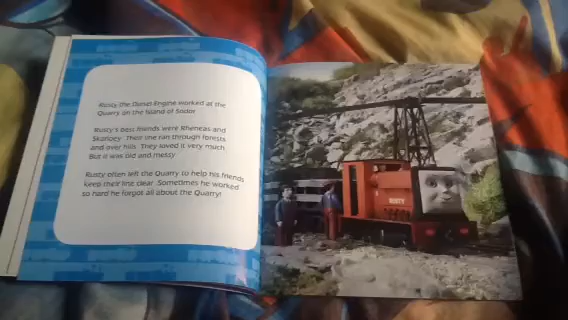 Rusty the Diesel Engine worked at the
Quarry on the Island of Sodor.
Rusty's best friends were Rheneas and
Skarloey. Their line ran through forests
and over hills. They loved it very much.
But it was old and messy.
Rusty often left the Quarry to help his friends
keep their line clear. Sometimes he worked
so hard he forgot all about the Quarry!
RUSTY